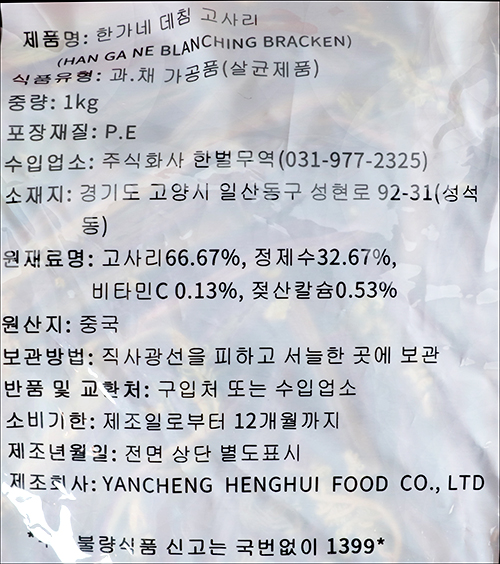 제품명: 한가네 데침 고사리
(HAN GA NE BLANCHING BRACKEN)
식품유형: 과.채 가공품(살균제품)
중량: 1kg
포장재질: P.E
수입업소: 주식회사 한벌무역(031-977-2325)
소재지: 경기도 고양시 일산동구 성현로 92-31(성석
동)
원재료명: 고사리66.67%, 정제수32.67%,
비타민C 0.13%, 젖산칼슘0.53%
원산지: 중국
보관방법: 직사광선을 피하고 서늘한 곳에 보관
반품 및 교환처: 구입처 또는 수입업소
소비기한: 제조일로부터 12개월까지
제조년월일: 전면 상단 별도표시
제조회사: YANCHENG HENGHUI FOOD CO., LTD
불량식품 신고는 국번없이 1399*